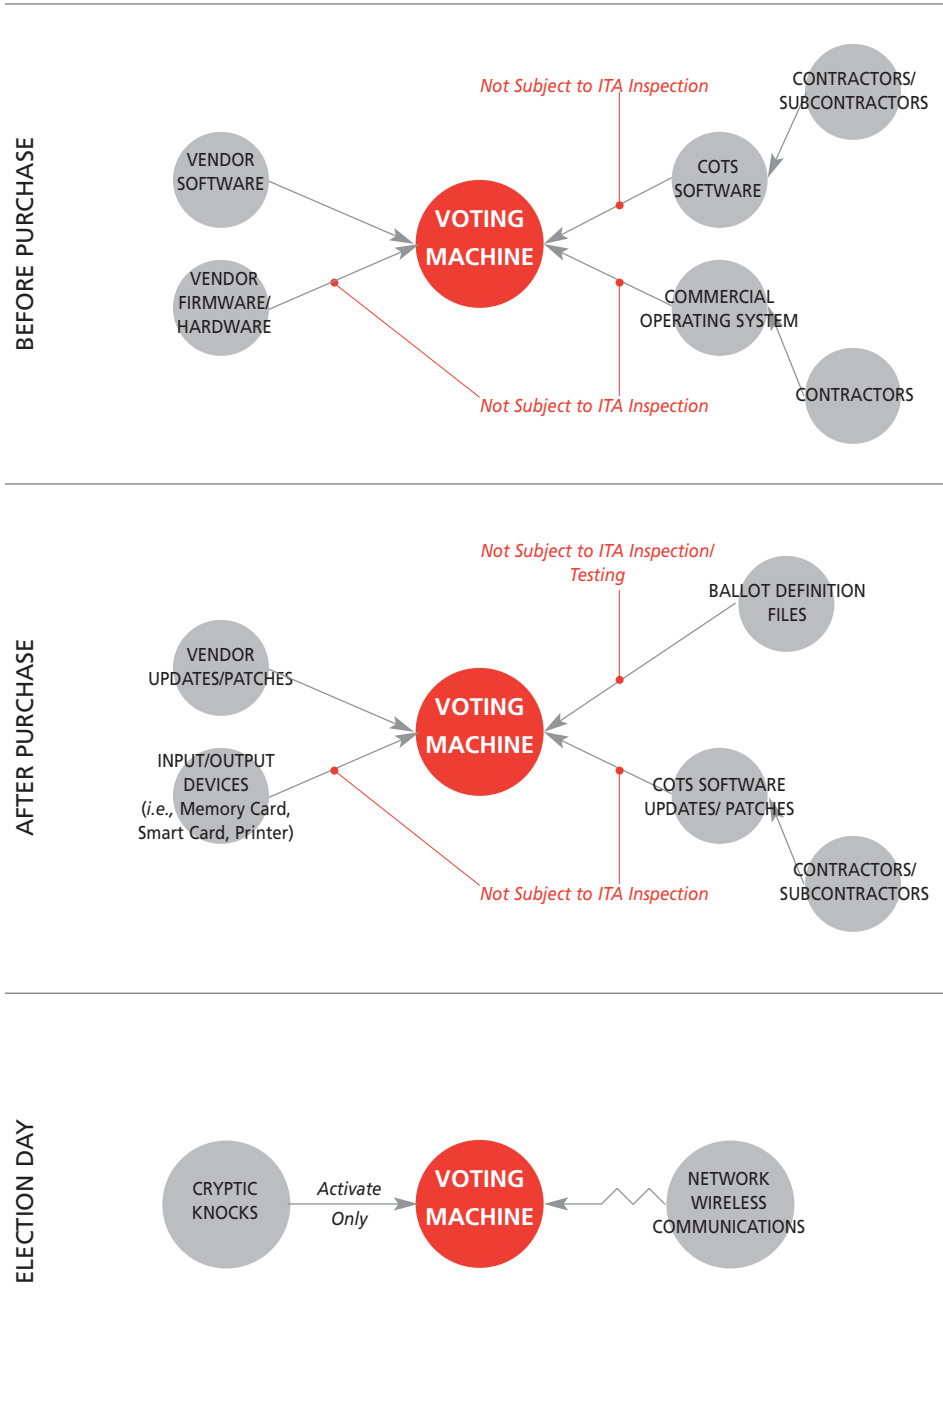 BEFORE PURCHASE
Not Subject to ITA Inspection
CONTRACTORS/
SUBCONTRACTORS
VENDOR
SOFTWARE
COTS
SOFTWARE
VOTING
MACHINE
VENDOR
FIRMWARE/
HARDWARE
COMMERCIAL
OPERATING SYSTEM
CONTRACTORS
Not Subject to ITA Inspection
AFTER PURCHASE
Not Subject to ITA Inspection/
Testing
BALLOT DEFINITION
FILES
VENDOR
UPDATES/PATCHES
VOTING
MACHINE
INPUT/OUTPUT
DEVICES
(i.e., Memory Card,
Smart Card, Printer)
COTS SOFTWARE
UPDATES/ PATCHES
CONTRACTORS/
SUBCONTRACTORS
Not Subject to ITA Inspection
ELECTION DAY
CRYPTIC
KNOCKS
Activate
Only
VOTING
MACHINE
NETWORK
WIRELESS
COMMUNICATIONS